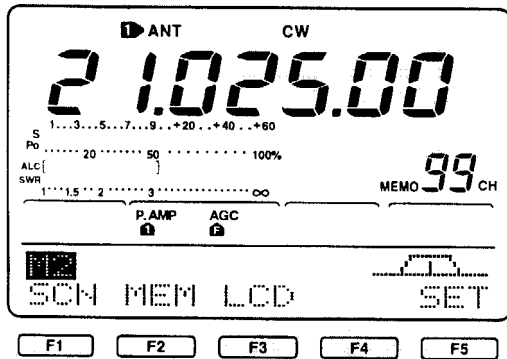 1 ANT CW
21.025.00
S 1...3...5...7...9..+20..+40..+60
Po ..... 20 ........ 50 ............. 100%
ALC [ ]
SWR 1...1.5..2 ....... 3 .............. ∞
MEMO 99 CH
P.AMP AGC
1 F
M2
SCN MEM LCD SET
F1 F2 F3 F4 F5